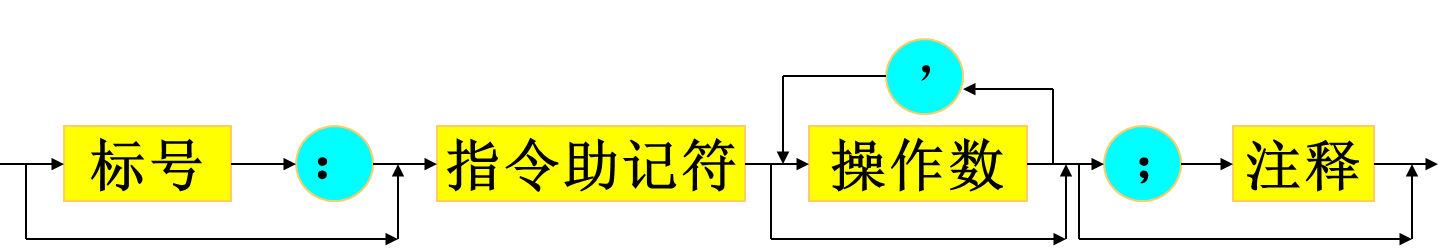 ，
标号 : 指令助记符 操作数 ; 注释